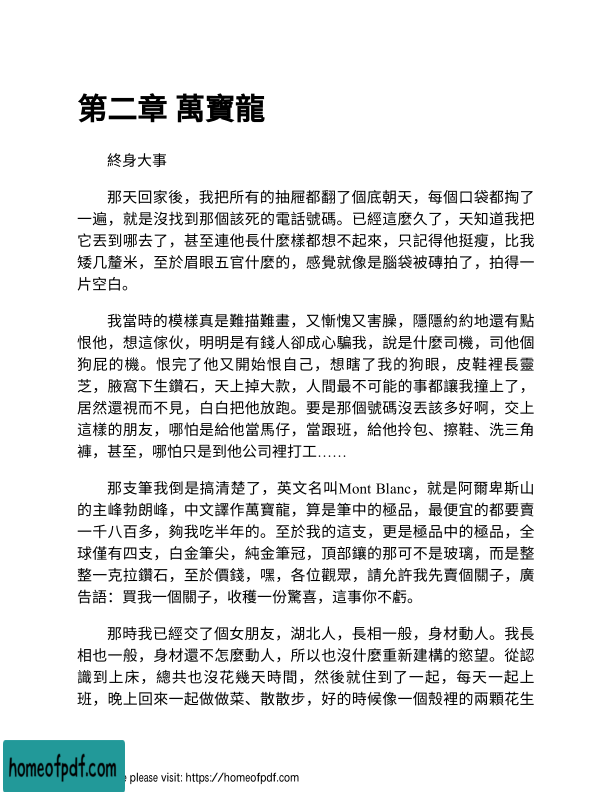 第二章 萬寶龍
終身大事
那天回家後，我把所有的抽屜都翻了個底朝天，每個口袋都掏了
一遍，就是沒找到那個該死的電話號碼。已經這麼久了，天知道我把
它丟到哪去了，甚至連他長什麼樣都想不起來，只記得他挺瘦，比我
矮几釐米，至於眉眼五官什麼的，感覺就像是腦袋被磚拍了，拍得一
片空白。
我當時的模樣真是難描難畫，又慚愧又害臊，隱隱約約地還有點
恨他，想這傢伙，明明是有錢人卻成心騙我，說是什麼司機，司他個
狗屁的機。恨完了他又開始恨自己，想瞎了我的狗眼，皮鞋裡長靈
芝，腋窩下生鑽石，天上掉大款，人間最不可能的事都讓我撞上了，
居然還視而不見，白白把他放跑。要是那個號碼沒丟該多好啊，交上
這樣的朋友，哪怕是給他當馬仔，當跟班，給他拎包、擦鞋、洗三角
褲，甚至，哪怕只是到他公司裡打工……
那支筆我倒是搞清楚了，英文名叫Mont Blanc，就是阿爾卑斯山
的主峰勃朗峰，中文譯作萬寶龍，算是筆中的極品，最便宜的都要賣
一千八百多，夠我吃半年的。至於我的這支，更是極品中的極品，全
球僅有四支，白金筆尖，純金筆冠，頂部鑲的那可不是玻璃，而是整
整一克拉鑽石，至於價錢，嘿，各位觀眾，請允許我先賣個關子，廣
告語：買我一個關子，收穫一份驚喜，這事你不虧。
那時我已經交了個女朋友，湖北人，長相一般，身材動人。我長
相也一般，身材還不怎麼動人，所以也沒什麼重新建構的慾望。從認
識到上床，總共也沒花幾天時間，然後就住到了一起，每天一起上
班，晚上回來一起做做菜、散散步，好的時候像一個殼裡的兩顆花生
homeofpdf.com
e please visit: https://homeofpdf.com